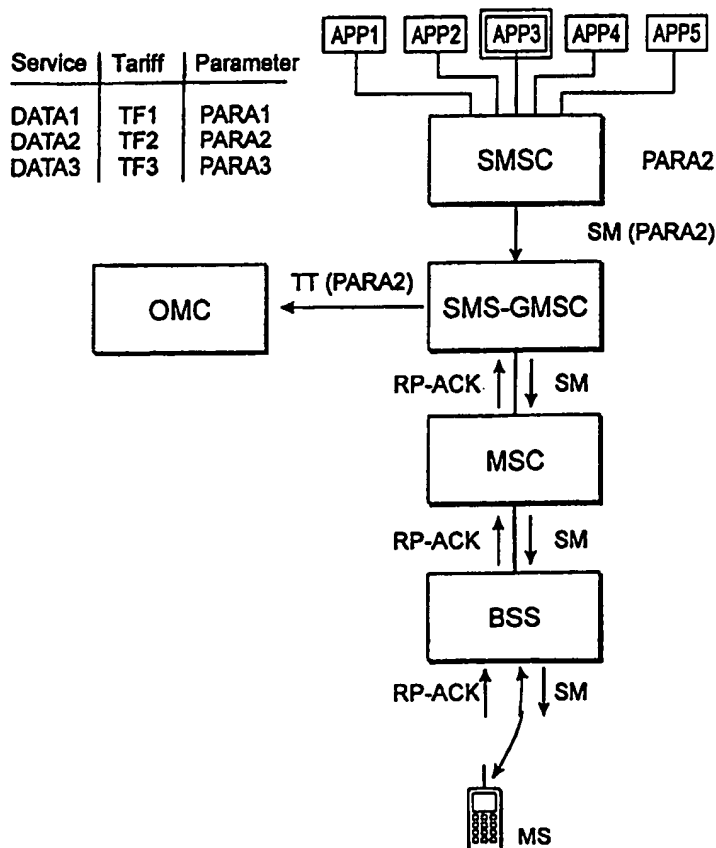 APP1 APP2 APP3 APP4 APP5
Service Tariff Parameter
DATA1 TF1 PARA1
DATA2 TF2 PARA2
DATA3 TF3 PARA3
SMSC
PARA2
SM (PARA2)
OMC
TT (PARA2)
SMS-GMSC
RP-ACK SM
MSC
RP-ACK SM
BSS
RP-ACK SM
MS